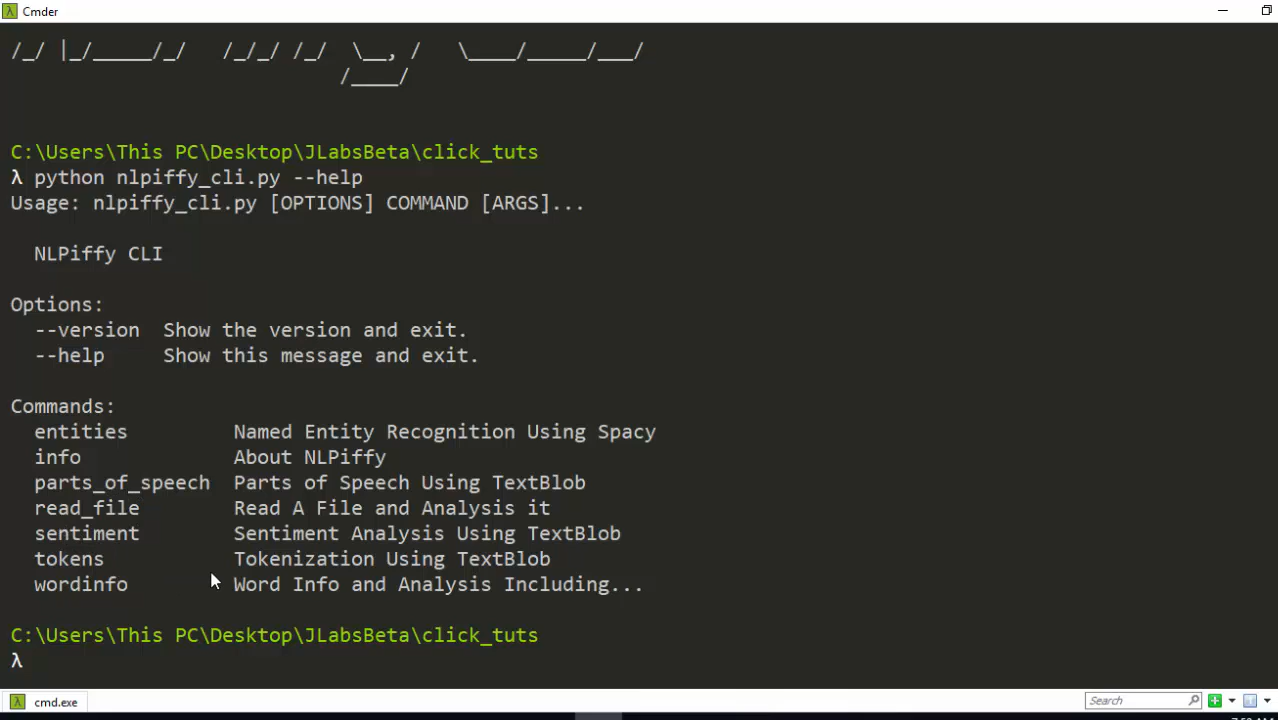 Cmder
/_/ |_/_____/_/   /_/_/ /_/  \__, /   \____/_____/___/
/____/
C:\Users\This PC\Desktop\JLabsBeta\click_tuts
λ python nlpiffy_cli.py --help
Usage: nlpiffy_cli.py [OPTIONS] COMMAND [ARGS]...
NLPiffy CLI
Options:
--version  Show the version and exit.
--help     Show this message and exit.
Commands:
entities         Named Entity Recognition Using Spacy
info             About NLPiffy
parts_of_speech  Parts of Speech Using TextBlob
read_file        Read A File and Analysis it
sentiment        Sentiment Analysis Using TextBlob
tokens           Tokenization Using TextBlob
wordinfo         Word Info and Analysis Including...
C:\Users\This PC\Desktop\JLabsBeta\click_tuts
λ
cmd.exe
Search